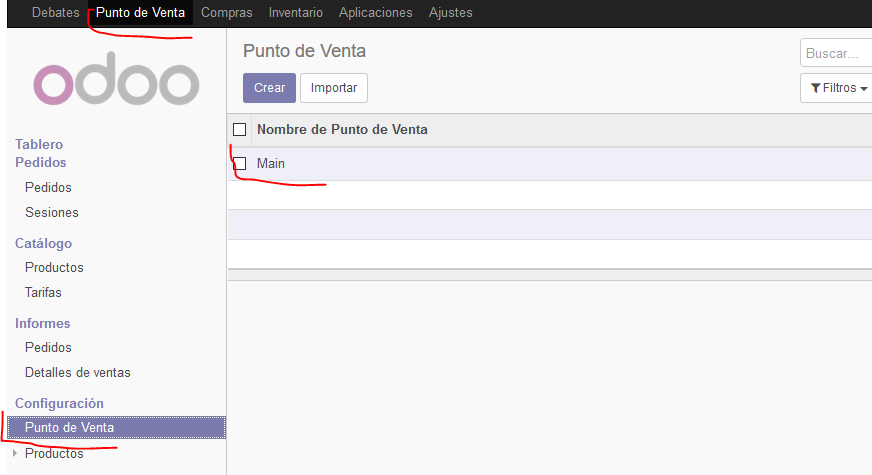 Debates Punto de Venta Compras Inventario Aplicaciones Ajustes
odoo
Punto de Venta
Buscar...
Crear Importar
Filtros
Nombre de Punto de Venta
Main
Tablero
Pedidos
Pedidos
Sesiones
Catálogo
Productos
Tarifas
Informes
Pedidos
Detalles de ventas
Configuración
Punto de Venta
Productos